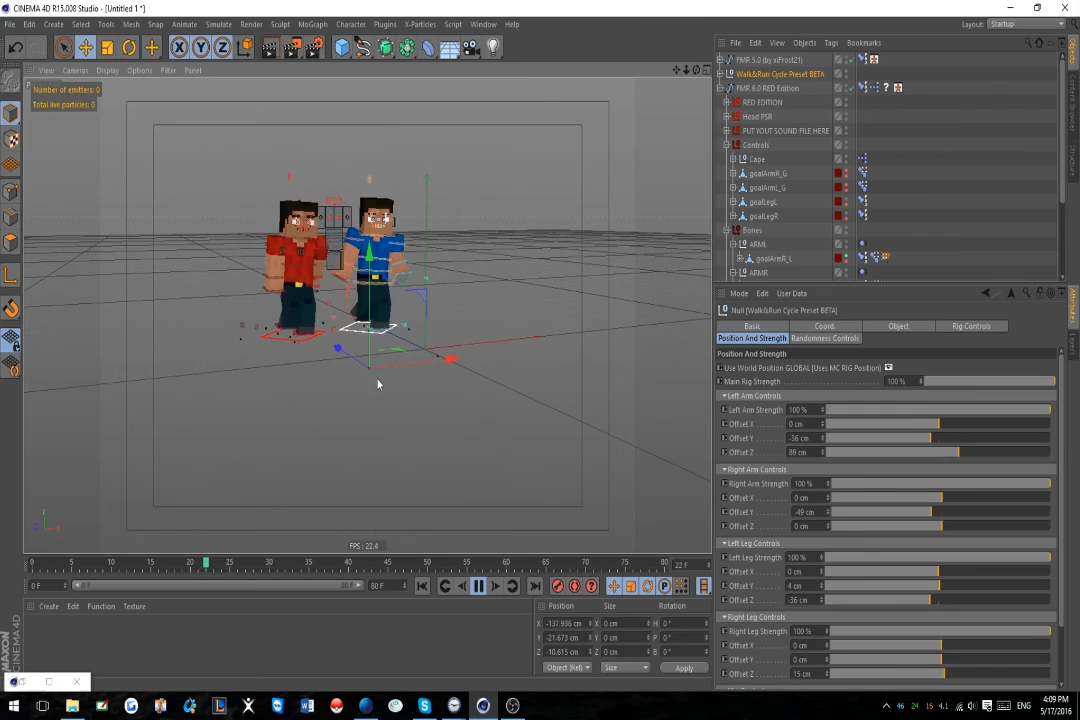 CINEMA 4D R15.008 Studio - [Untitled 1 *]
File Edit Create Select Tools Mesh Snap Animate Simulate Render Sculpt MoGraph Character Plugins X-Particles Script Window Help
Layout: Startup
View Cameras Display Options Filter Panel
Number of emitters: 0
Total live particles: 0
FPS : 22.4
0 5 10 15 20 25 30 35 40 45 50 55 60 65 70 75 80 22 F
0 F 0 F 80 F 80 F
Create Edit Function Texture
Position Size Rotation
X -137.936 cm X 0 cm H 0 °
Y -21.673 cm Y 0 cm P 0 °
Z -10.615 cm Z 0 cm B 0 °
Object (Rel) Size Apply
File Edit View Objects Tags Bookmarks
FMR 5.0 (by xiFrost21)
Walk&Run Cycle Preset BETA
FMR 6.0 RED Edition
RED EDITION
Head PSR
PUT YOUT SOUND FILE HERE
Controls
Cape
goalArmR_G
goalArmL_G
goalLegL
goalLegR
Bones
ARML
goalArmR_L
ARMR
Mode Edit User Data
Null [Walk&Run Cycle Preset BETA]
Basic Coord. Object Rig Controls
Position And Strength Randomness Controls
Position And Strength
Use World Position GLOBAL (Uses MC RIG Position)
Main Rig Strength 100 %
Left Arm Controls
Left Arm Strength 100 %
Offset X 0 cm
Offset Y -36 cm
Offset Z 89 cm
Right Arm Controls
Right Arm Strength 100 %
Offset X 0 cm
Offset Y -49 cm
Offset Z 0 cm
Left Leg Controls
Left Leg Strength 100 %
Offset X 0 cm
Offset Y 4 cm
Offset Z -36 cm
Right Leg Controls
Right Leg Strength 100 %
Offset X 0 cm
Offset Y 0 cm
Offset Z 15 cm
Objects
Content Browser
Structure
Attributes
MAXON
CINEMA 4D
46 24 16 4.1 ENG
4:09 PM
5/17/2016